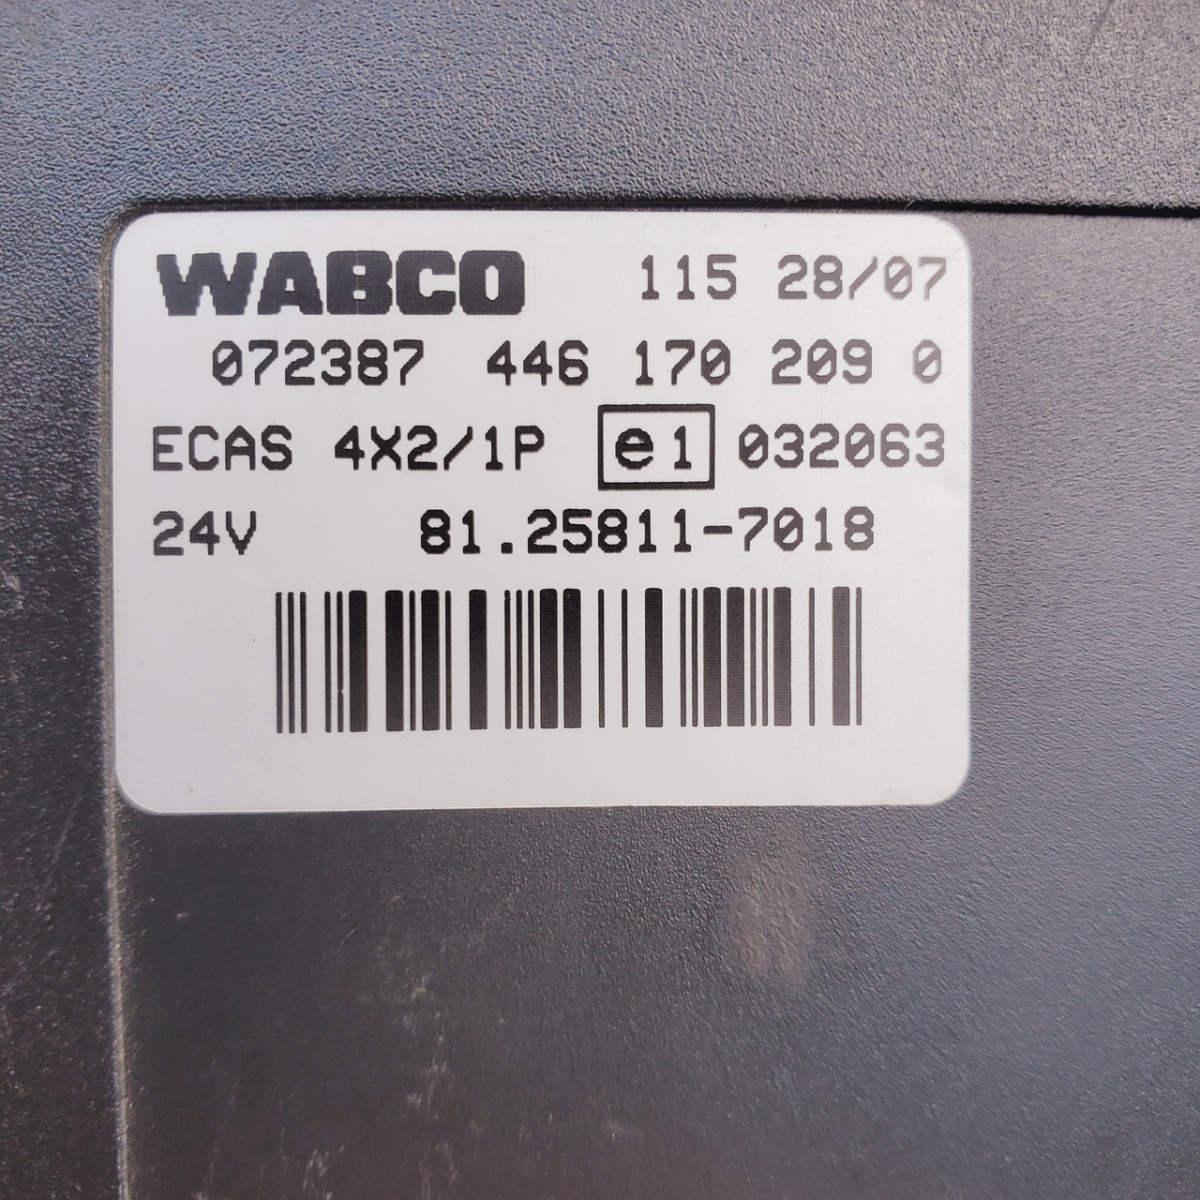 WABCO 115 28/07
072387 446 170 209 0
ECAS 4X2/1P e1 032063
24V 81.25811-7018